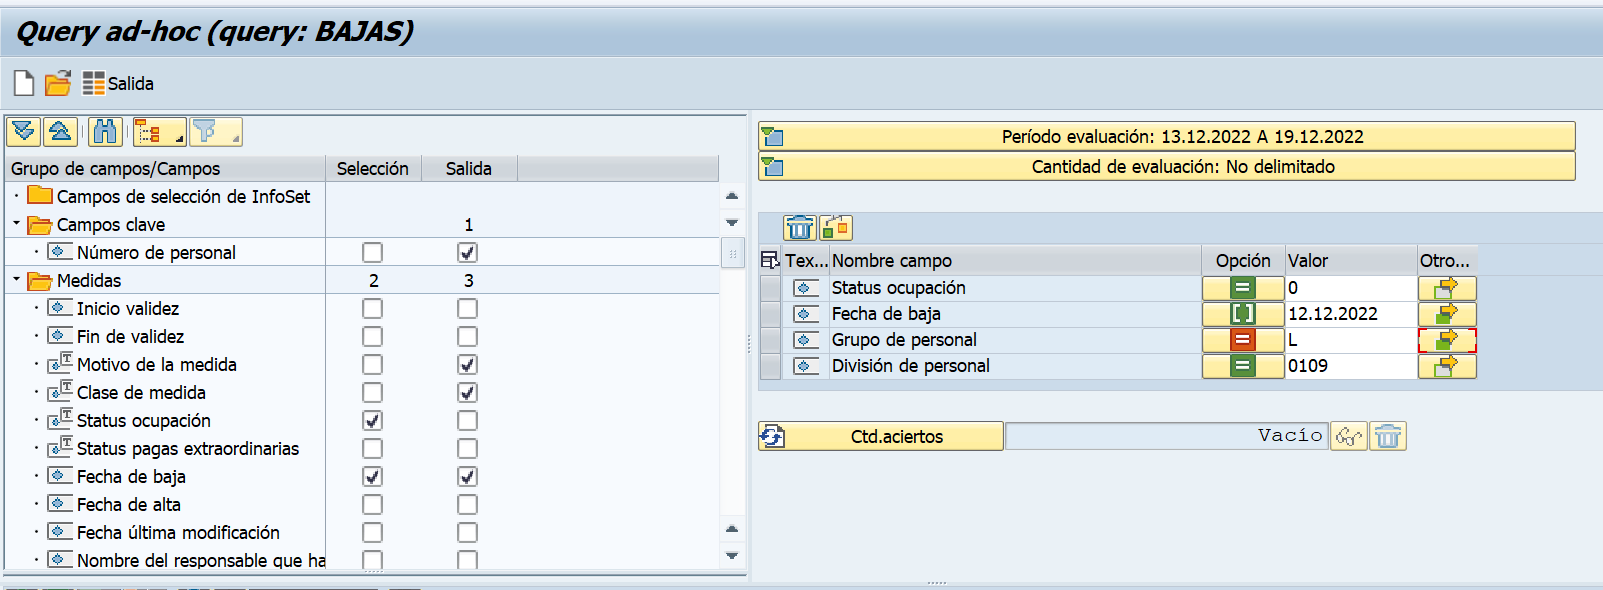 Query ad-hoc (query: BAJAS)
Salida
Grupo de campos/Campos Selección Salida
Campos de selección de InfoSet
Campos clave 1
Número de personal
Medidas 2 3
Inicio validez
Fin de validez
Motivo de la medida
Clase de medida
Status ocupación
Status pagas extraordinarias
Fecha de baja
Fecha de alta
Fecha última modificación
Nombre del responsable que ha
Período evaluación: 13.12.2022 A 19.12.2022
Cantidad de evaluación: No delimitado
Tex... Nombre campo Opción Valor Otro...
Status ocupación = 0
Fecha de baja [ ] 12.12.2022
Grupo de personal = L
División de personal = 0109
Ctd.aciertos Vacío